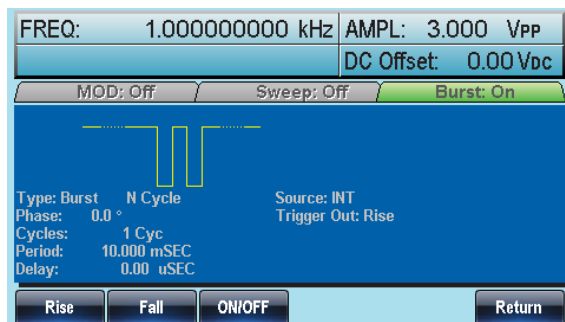 FREQ: 1.000000000 kHz
AMPL: 3.000 VPP
DC Offset: 0.00 VDC
MOD: Off Sweep: Off Burst: On
Type: Burst N Cycle Source: INT
Phase: 0.0 ° Trigger Out: Rise
Cycles: 1 Cyc
Period: 10.000 mSEC
Delay: 0.00 uSEC
Rise Fall ON/OFF Return